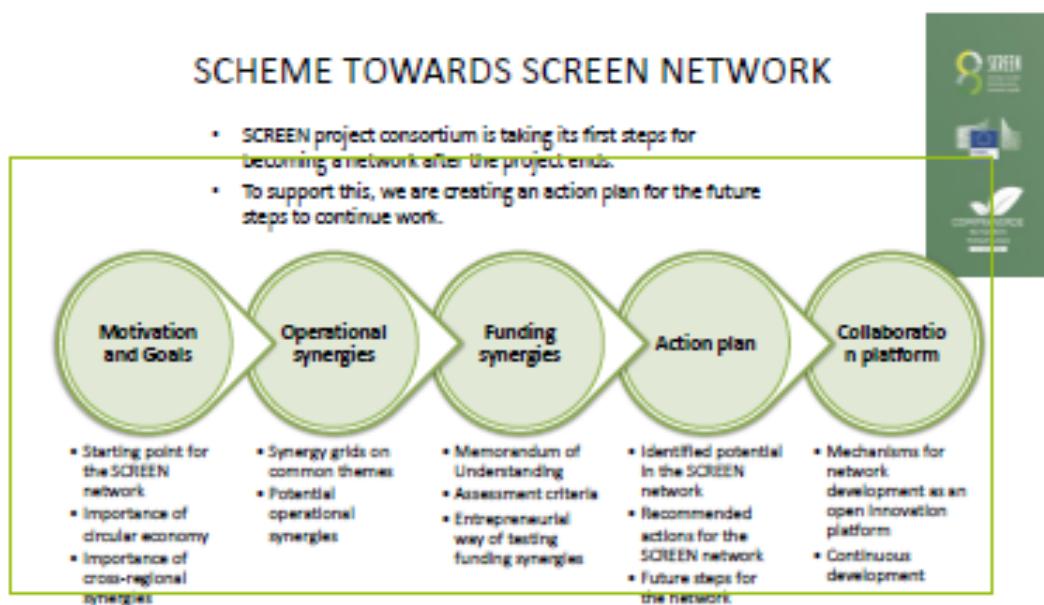 SCHEME TOWARDS SCREEN NETWORK
• SCREEN project consortium is taking its first steps for
becoming a network after the project ends.
• To support this, we are creating an action plan for the future
steps to continue work.
SCREEN
Motivation
and Goals
Operational
synergies
Funding
synergies
Action plan
Collaboratio
n platform
▪ Starting point for
the SCREEN
network
▪ Importance of
circular economy
▪ Importance of
cross-regional
synergies
▪ Synergy grids on
common themes
▪ Potential
operational
synergies
▪ Memorandum of
Understanding
▪ Assessment criteria
▪ Entrepreneurial
way of testing
funding synergies
▪ Identified potential
in the SCREEN
network
▪ Recommended
actions for the
SCREEN network
▪ Future steps for
the network
▪ Mechanisms for
network
development as an
open innovation
platform
▪ Continuous
development